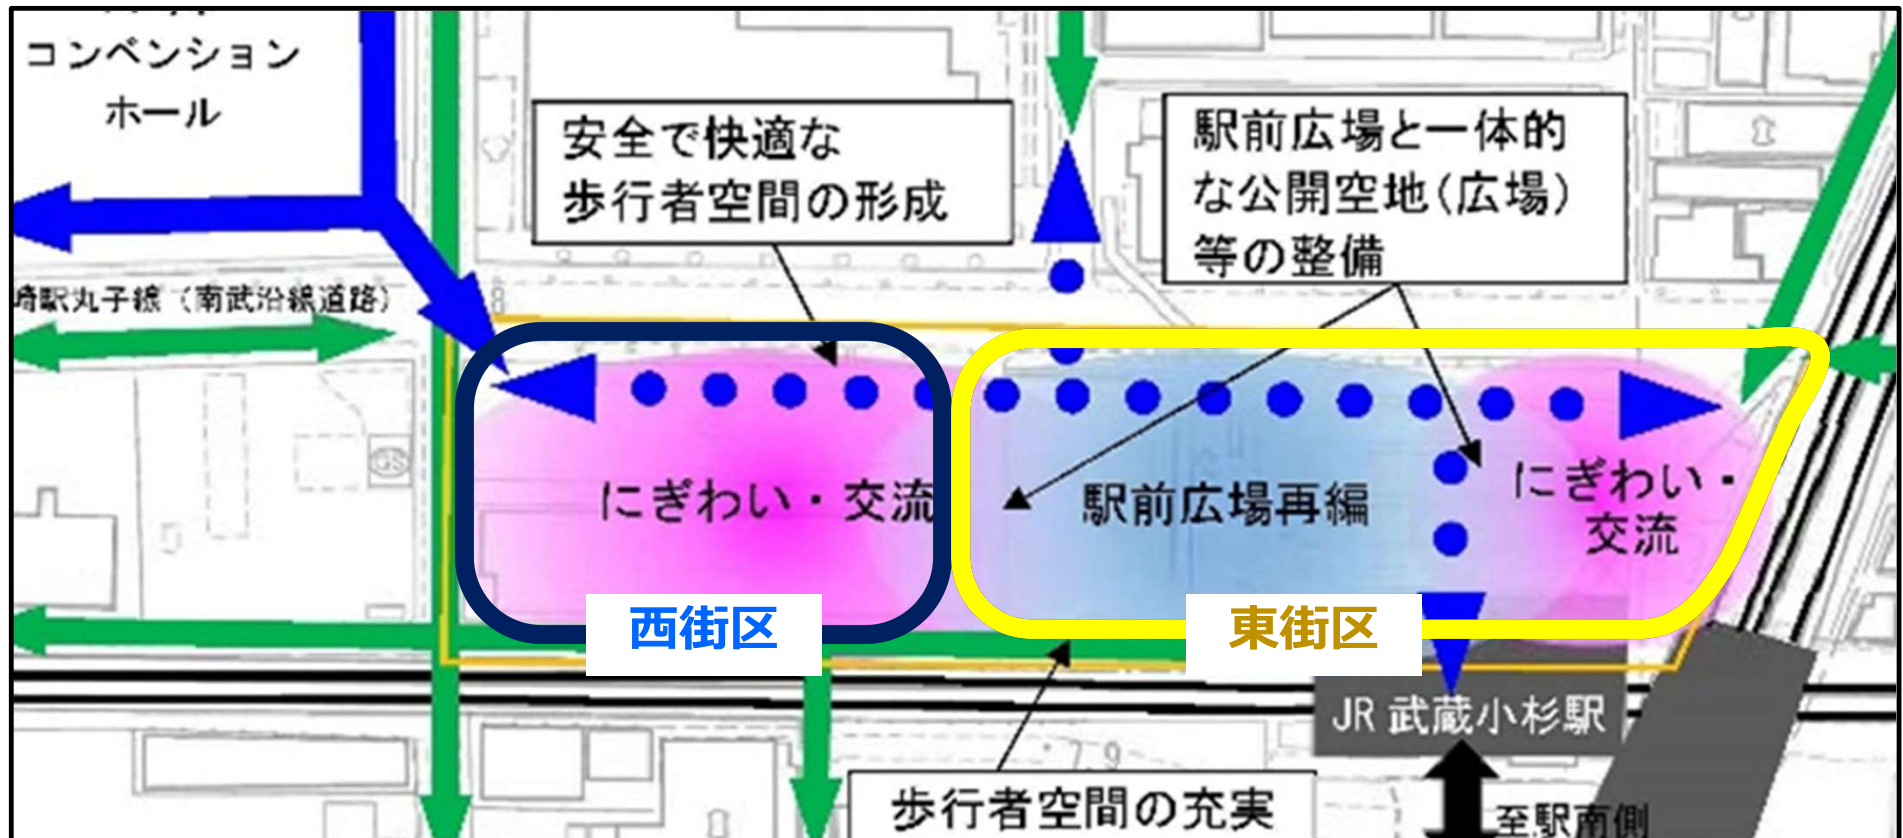 コンベンション
ホール
安全で快適な
歩行者空間の形成
駅前広場と一体的
な公開空地(広場)
等の整備
崎駅丸子線(南武沿線道路)
8
GS
にぎわい・交流
駅前広場再編
にぎわい・
交流
西街区
東街区
JR 武蔵小杉駅
7.9
歩行者空間の充実
至駅南側